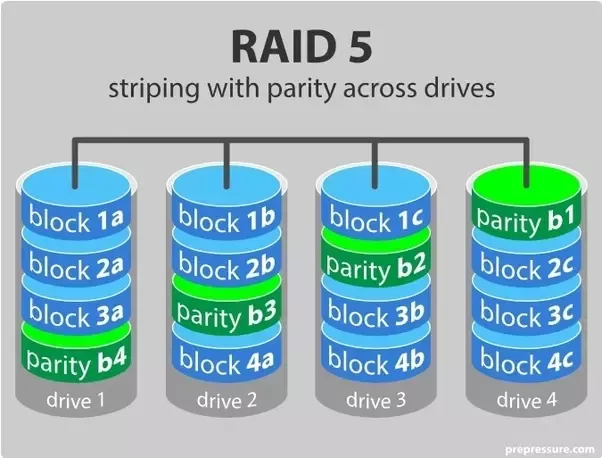 RAID 5
striping with parity across drives
block 1a
block 1b
block 1c
parity b1
block 2a
block 2b
parity b2
block 2c
block 3a
parity b3
block 3b
block 3c
parity b4
block 4a
block 4b
block 4c
drive 1
drive 2
drive 3
drive 4
prepressure.com